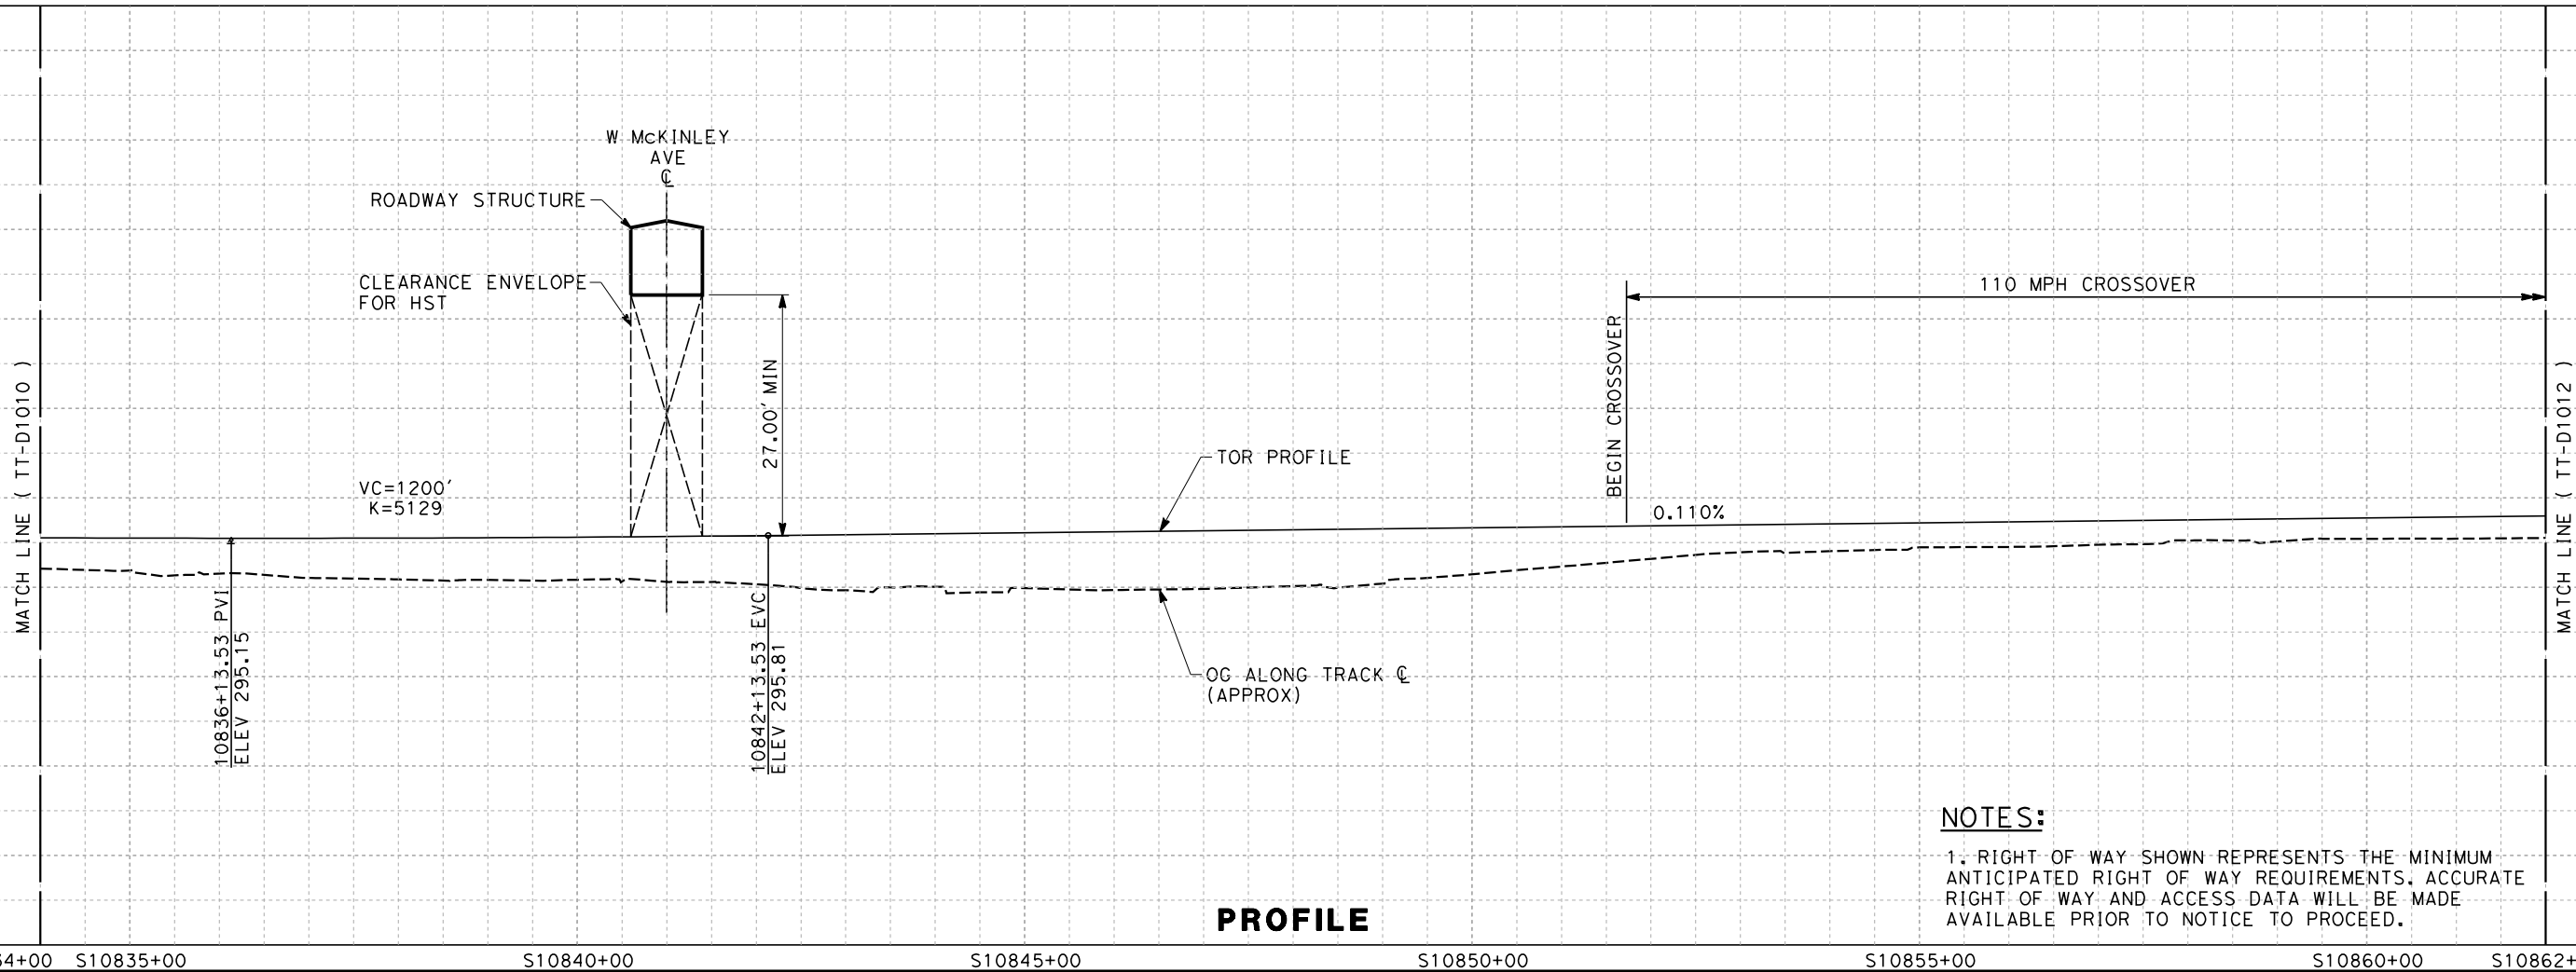 W McKINLEY
AVE
℄
ROADWAY STRUCTURE
CLEARANCE ENVELOPE
FOR HST
27.00' MIN
110 MPH CROSSOVER
BEGIN CROSSOVER
MATCH LINE ( TT-D1010 )
MATCH LINE ( TT-D1012 )
VC=1200'
K=5129
TOR PROFILE
0.110%
10836+13.53 PVI
ELEV 295.15
10842+13.53 EVC
ELEV 295.81
OG ALONG TRACK ℄
(APPROX)
NOTES:
1. RIGHT OF WAY SHOWN REPRESENTS THE MINIMUM
ANTICIPATED RIGHT OF WAY REQUIREMENTS. ACCURATE
RIGHT OF WAY AND ACCESS DATA WILL BE MADE
AVAILABLE PRIOR TO NOTICE TO PROCEED.
PROFILE
4+00 S10835+00 S10840+00 S10845+00 S10850+00 S10855+00 S10860+00 S10862+